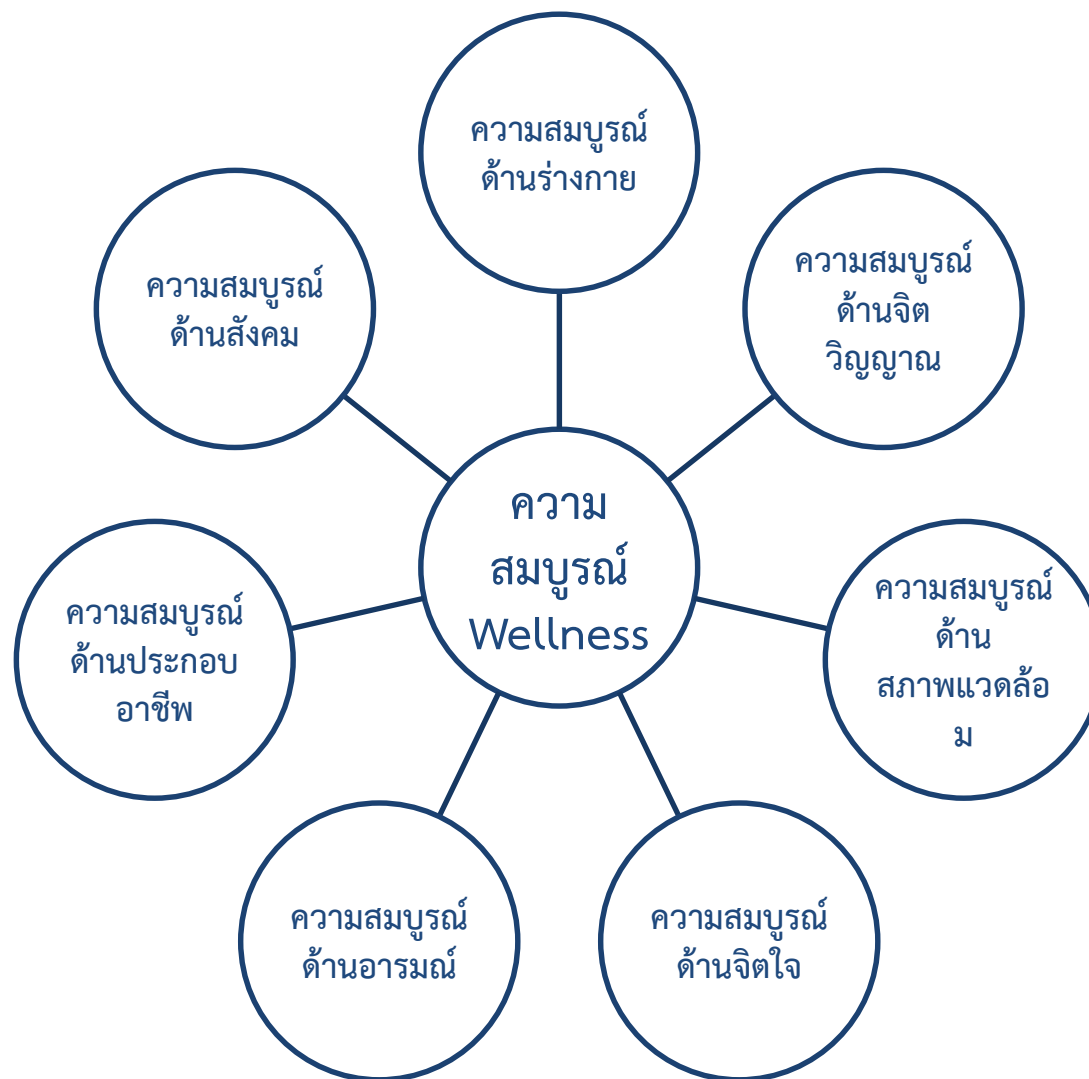 ความสมบูรณ์
ด้านร่างกาย
ความสมบูรณ์
ด้านจิต
วิญญาณ
ความสมบูรณ์
ด้าน
สภาพแวดล้อ
ม
ความสมบูรณ์
ด้านจิตใจ
ความสมบูรณ์
ด้านอารมณ์
ความสมบูรณ์
ด้านประกอบ
อาชีพ
ความสมบูรณ์
ด้านสังคม
ความ
สมบูรณ์
Wellness